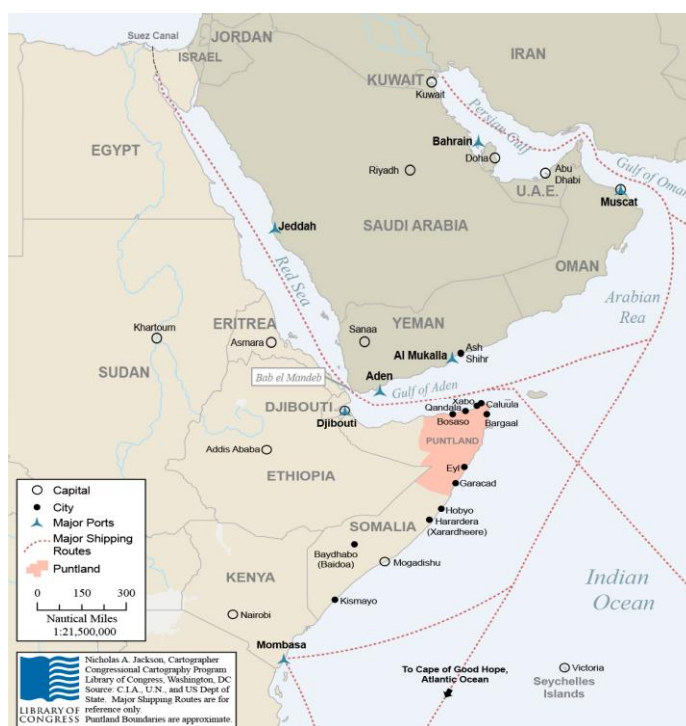 Suez Canal
JORDAN
ISRAEL
IRAN
KUWAIT
Kuwait
EGYPT
Bahrain
Persian Gulf
Doha
Riyadh
Abu
Dhabi
Gulf of Oman
U.A.E.
Muscat
Jeddah
SAUDI ARABIA
Red Sea
OMAN
Arabian
Rea
Khartoum
ERITREA
Asmara
Sanaa
YEMEN
Ash
Shihr
Al Mukalla
SUDAN
Bab el Mandeb
Aden
Gulf of Aden
DJIBOUTI
Djibouti
Xabo
Caluula
Qandala
Bosaso
Bargaal
PUNTLAND
Addis Ababa
ETHIOPIA
Eyl
Garacad
Hobyo
Harardera
(Xarardheere)
SOMALIA
Baydhabo
(Baidoa)
Mogadishu
KENYA
Nairobi
Kismayo
Indian
Ocean
Mombasa
To Cape of Good Hope,
Atlantic Ocean
Victoria
Seychelles
Islands
Capital
City
Major Ports
Major Shipping
Routes
Puntland
0 150 300
Nautical Miles
1:21,500,000
LIBRARY OF
CONGRESS
Nicholas A. Jackson, Cartographer
Congressional Cartography Program
Library of Congress, Washington, DC
Source: C.I.A., U.N., and US Dept of
State. Major Shipping Routes are for
reference only.
Puntland Boundaries are approximate.